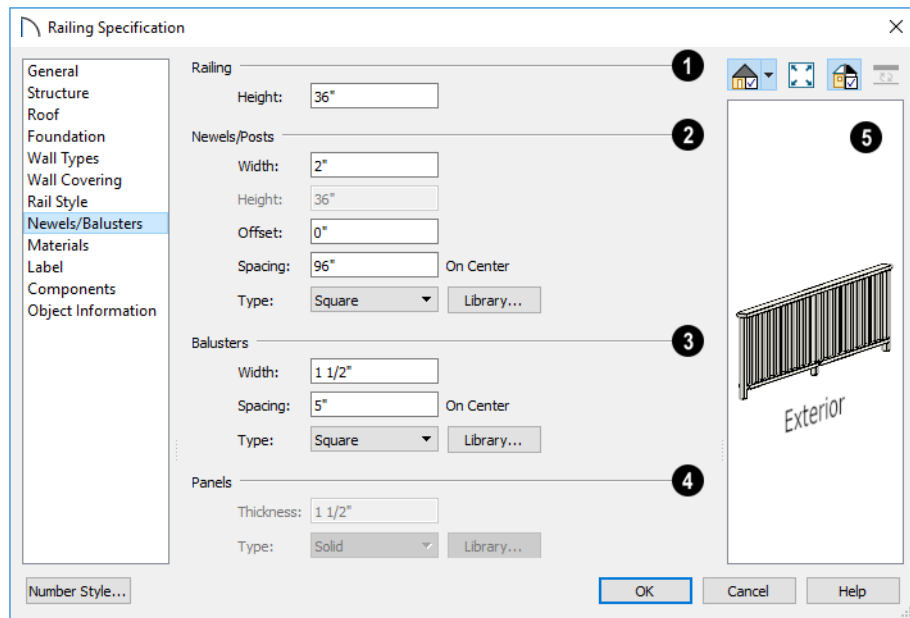 Railing Specification
General
Structure
Roof
Foundation
Wall Types
Wall Covering
Rail Style
Newels/Balusters
Materials
Label
Components
Object Information
Railing 1
Height: 36"
Newels/Posts 2
Width: 2"
Height: 36"
Offset: 0"
Spacing: 96" On Center
Type: Square Library...
Balusters 3
Width: 1 1/2"
Spacing: 5" On Center
Type: Square Library...
Panels 4
Thickness: 1 1/2"
Type: Solid Library...
5
Exterior
Number Style... OK Cancel Help